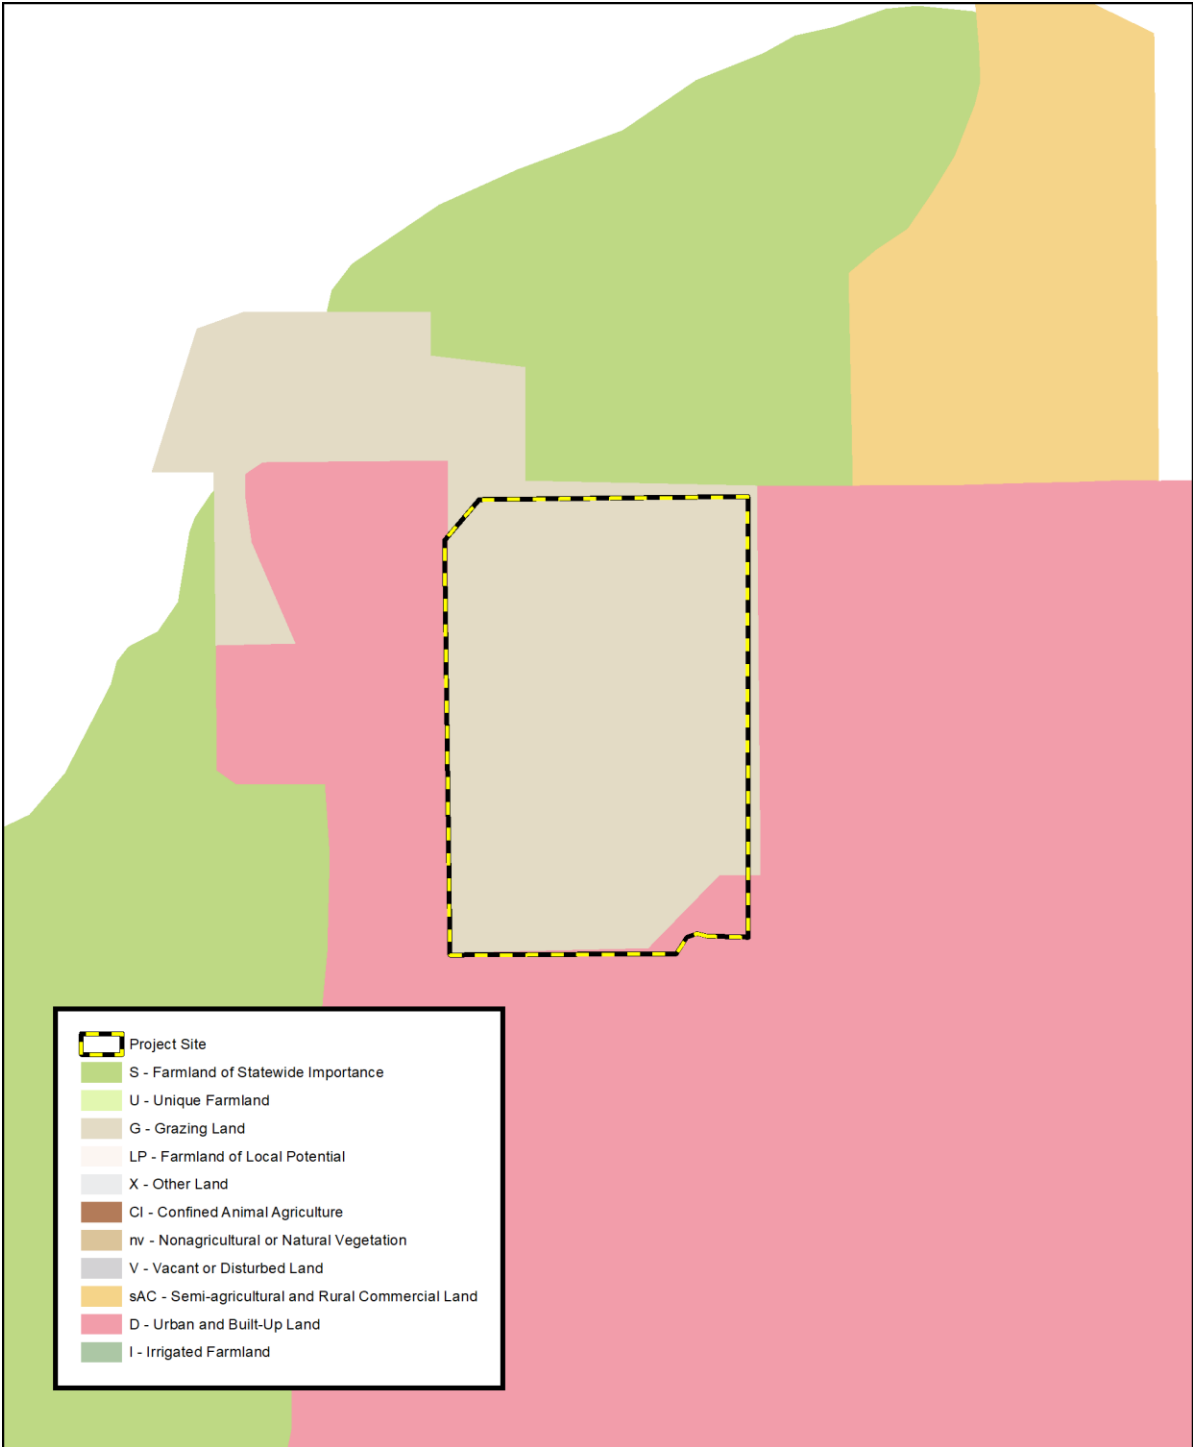 Project Site
S - Farmland of Statewide Importance
U - Unique Farmland
G - Grazing Land
LP - Farmland of Local Potential
X - Other Land
CI - Confined Animal Agriculture
nv - Nonagricultural or Natural Vegetation
V - Vacant or Disturbed Land
sAC - Semi-agricultural and Rural Commercial Land
D - Urban and Built-Up Land
I - Irrigated Farmland